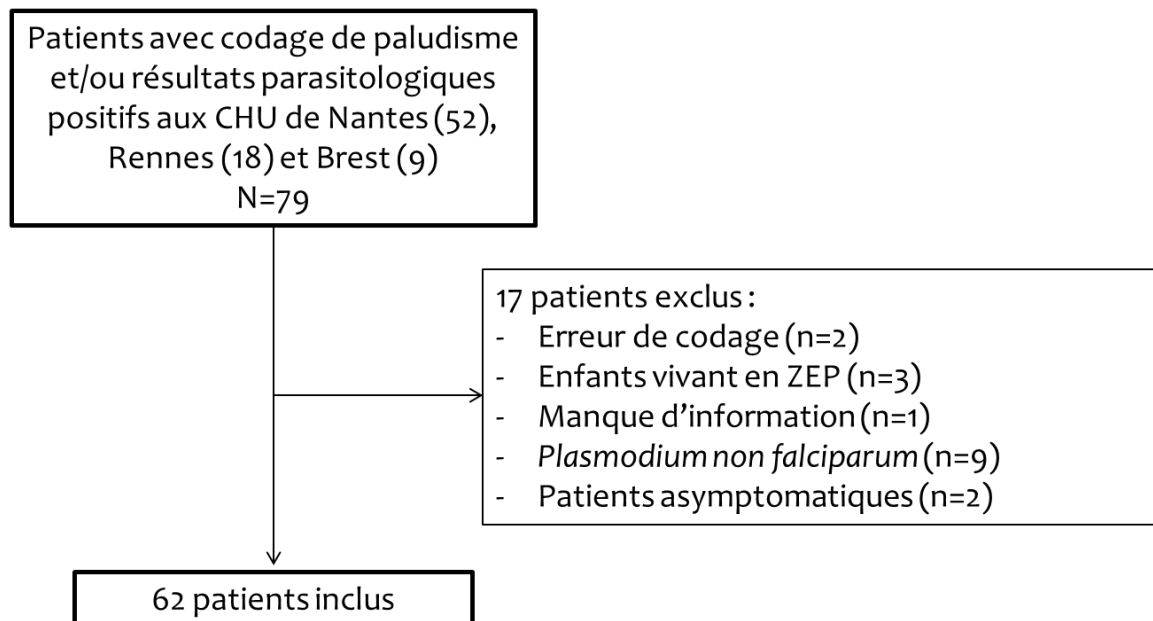 Patients avec codage de paludisme
et/ou résultats parasitologiques
positifs aux CHU de Nantes (52),
Rennes (18) et Brest (9)
N=79
17 patients exclus :
- Erreur de codage (n=2)
- Enfants vivant en ZEP (n=3)
- Manque d’information (n=1)
- Plasmodium non falciparum (n=9)
- Patients asymptomatiques (n=2)
62 patients inclus